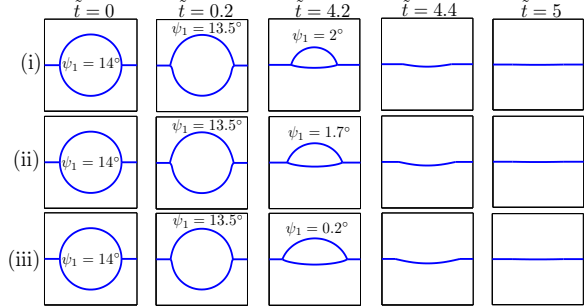 t̃ = 0 t̃ = 0.2 t̃ = 4.2 t̃ = 4.4 t̃ = 5
(i) ψ₁ = 14° ψ₁ = 13.5° ψ₁ = 2°
(ii) ψ₁ = 14° ψ₁ = 13.5° ψ₁ = 1.7°
(iii) ψ₁ = 14° ψ₁ = 13.5° ψ₁ = 0.2°